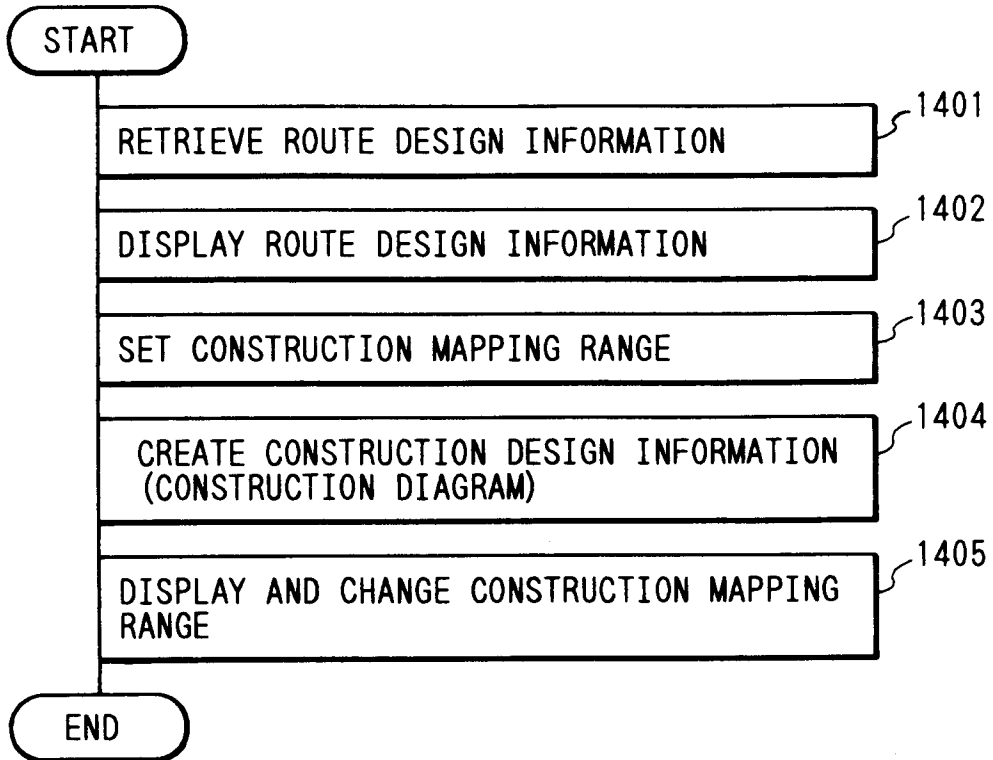 START
1401
RETRIEVE ROUTE DESIGN INFORMATION
1402
DISPLAY ROUTE DESIGN INFORMATION
1403
SET CONSTRUCTION MAPPING RANGE
1404
CREATE CONSTRUCTION DESIGN INFORMATION
(CONSTRUCTION DIAGRAM)
1405
DISPLAY AND CHANGE CONSTRUCTION MAPPING
RANGE
END